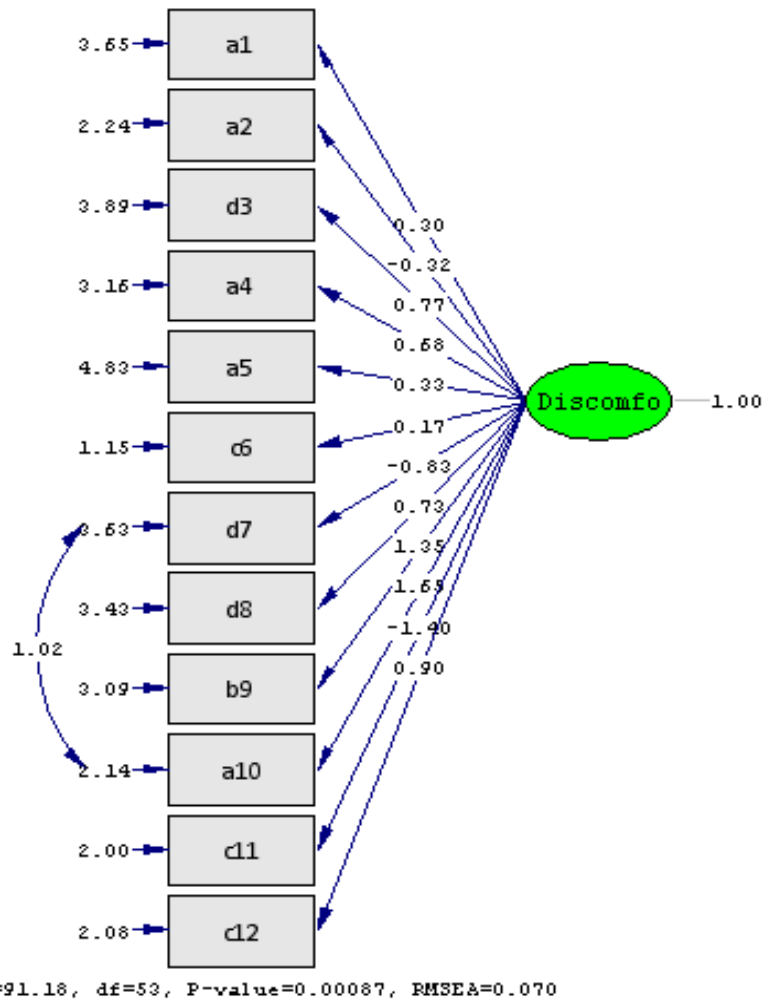 3.65 a1
2.24 a2
3.89 d3
0.30
-0.32
3.16 a4
0.77
0.68
4.83 a5
0.33
Discomfo 1.00
0.17
1.15 c6
-0.83
3.63 d7
0.73
1.35
3.43 d8
1.65
1.02
-1.40
0.90
3.09 b9
2.14 a10
2.00 c11
2.08 c12
=91.18, df=53, P-value=0.00087, RMSEA=0.070